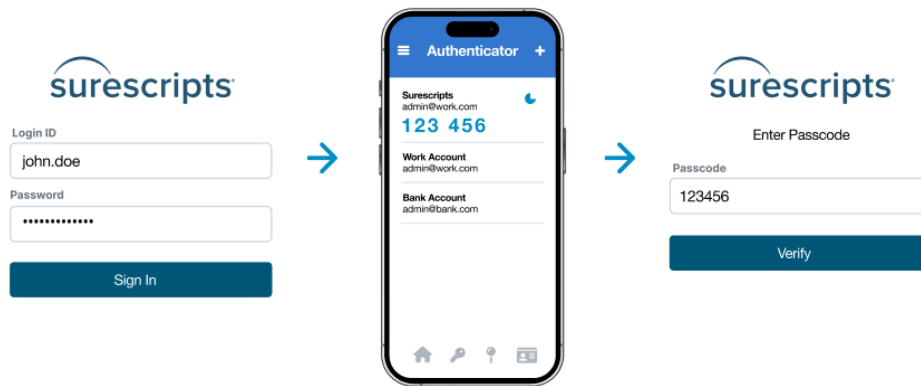 surescripts
Login ID
john.doe
Password
•••••••••••••
Sign In
Authenticator +
Surescripts
admin@work.com
123 456
Work Account
admin@work.com
Bank Account
admin@bank.com
surescripts
Enter Passcode
Passcode
123456
Verify